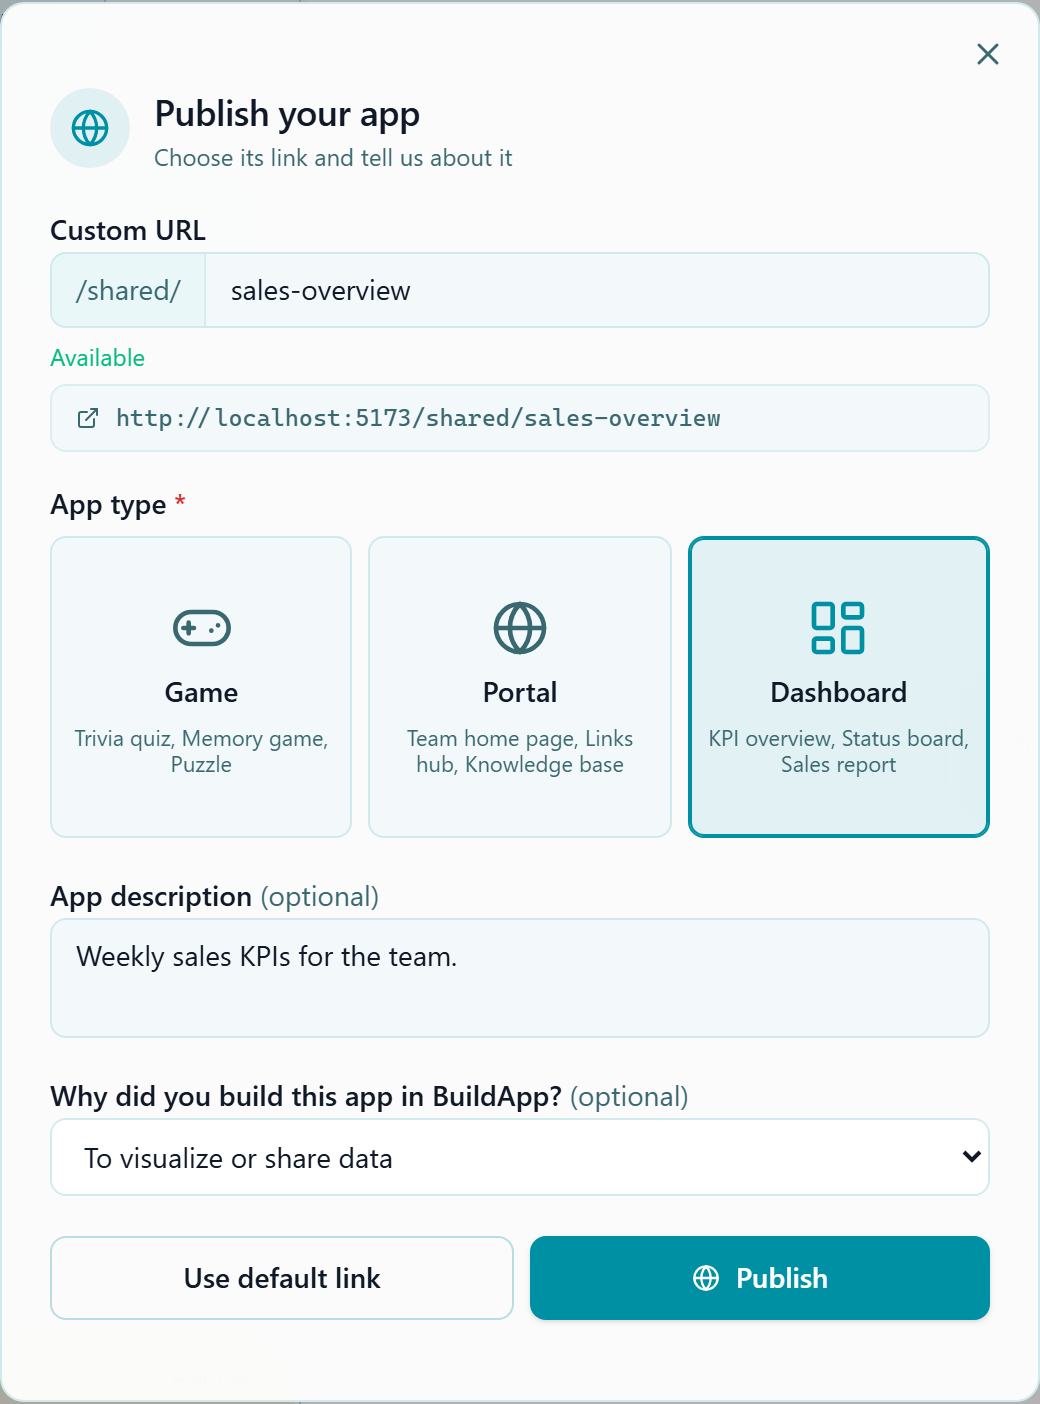 Publish your app
Choose its link and tell us about it
Custom URL
/shared/ sales-overview
Available
http://localhost:5173/shared/sales-overview
App type *
Game
Trivia quiz, Memory game,
Puzzle
Portal
Team home page, Links
hub, Knowledge base
Dashboard
KPI overview, Status board,
Sales report
App description (optional)
Weekly sales KPIs for the team.
Why did you build this app in BuildApp? (optional)
To visualize or share data
Use default link
Publish